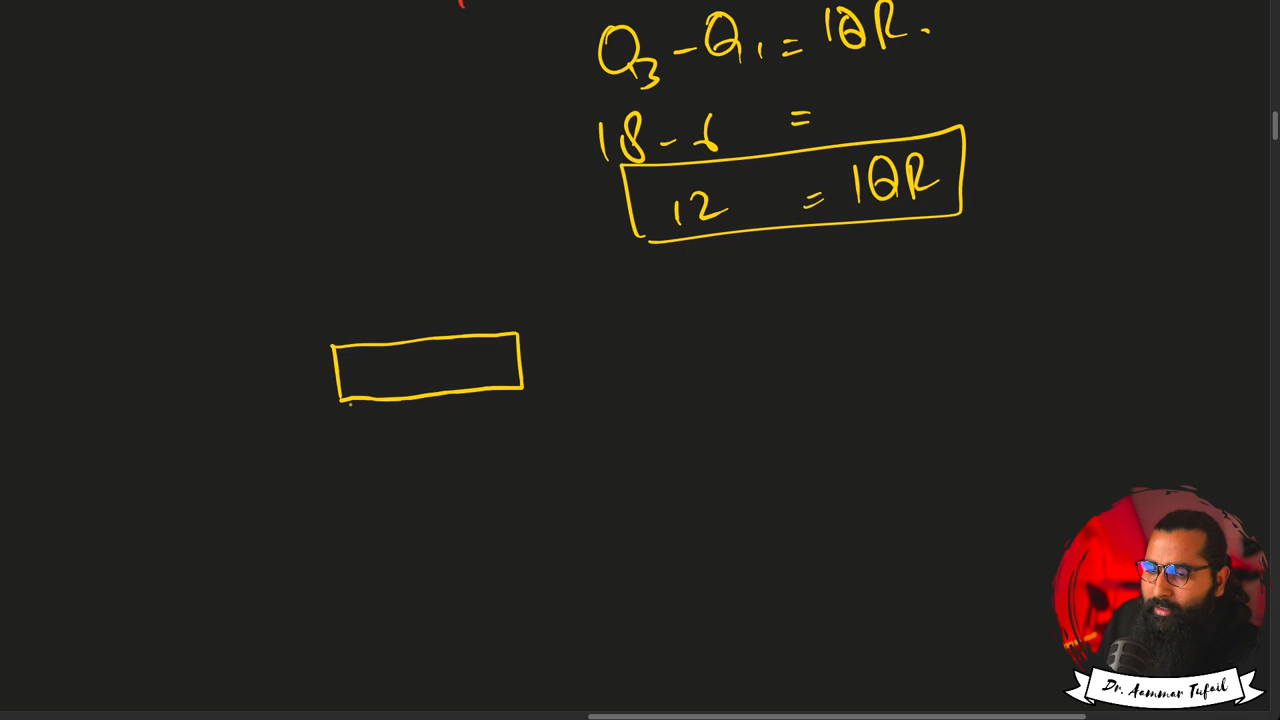 Q₃ - Q₁ = IQR.
18 - 6 =
12 = IQR
Dr. Aammar Tufail